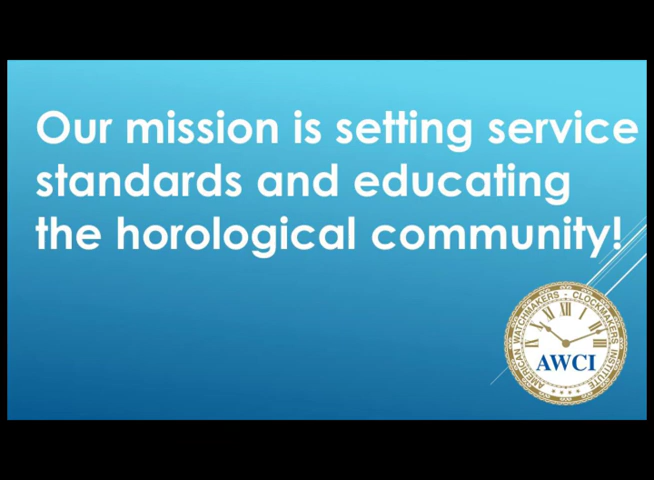 Our mission is setting service
standards and educating
the horological community!
AMERICAN WATCHMAKERS · CLOCKMAKERS INSTITUTE
AWCI